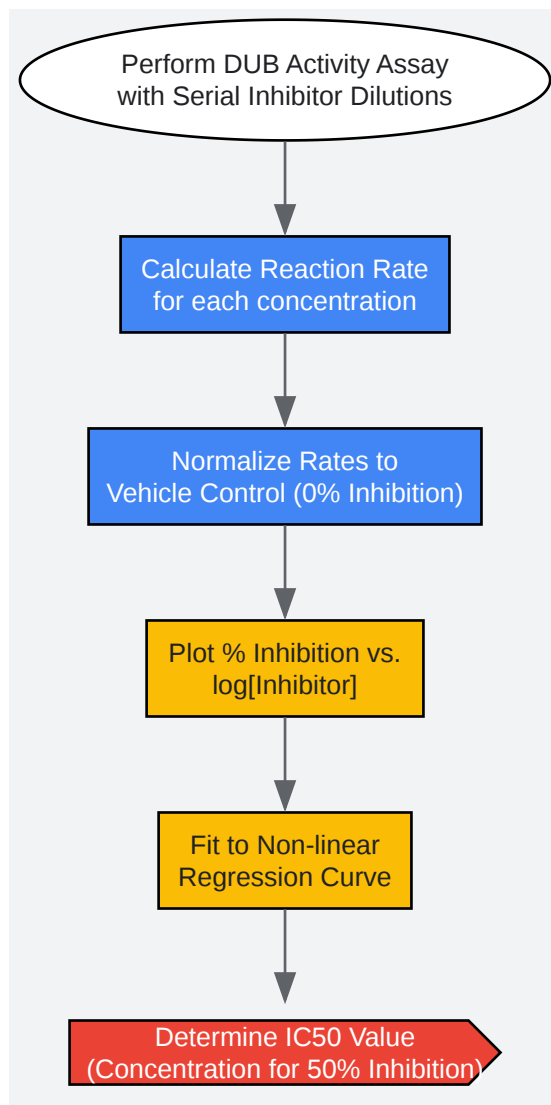 Perform DUB Activity Assay
with Serial Inhibitor Dilutions
Calculate Reaction Rate
for each concentration
Normalize Rates to
Vehicle Control (0% Inhibition)
Plot % Inhibition vs.
log[Inhibitor]
Fit to Non-linear
Regression Curve
Determine IC50 Value
(Concentration for 50% Inhibition)